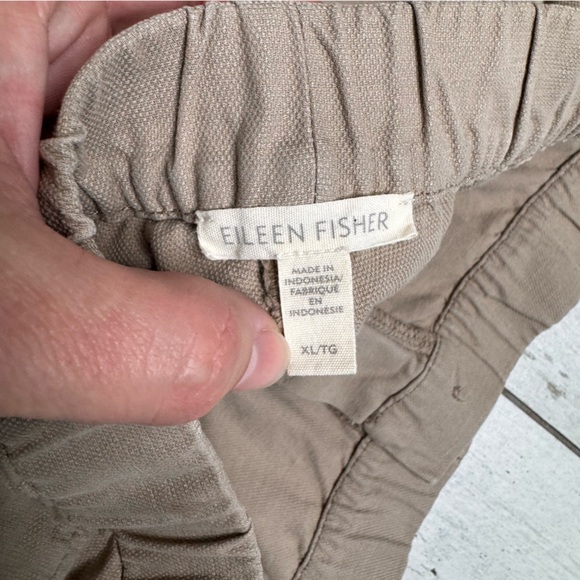 EILEEN FISHER
MADE IN
INDONESIA/
FABRIQUE
EN
INDONESIE
XL/TG